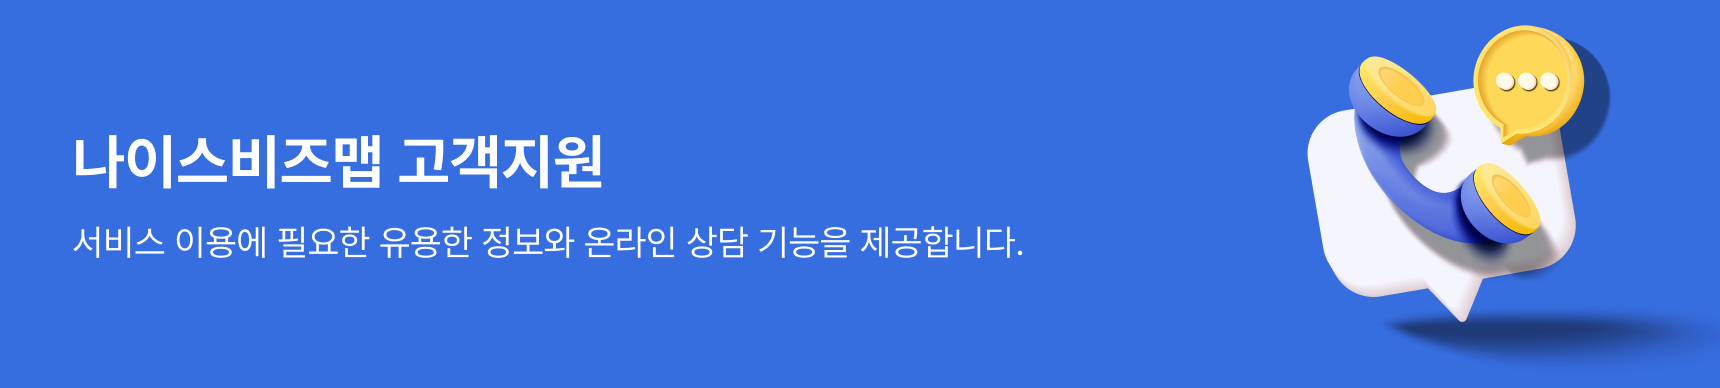 나이스비즈맵 고객지원
서비스 이용에 필요한 유용한 정보와 온라인 상담 기능을 제공합니다.